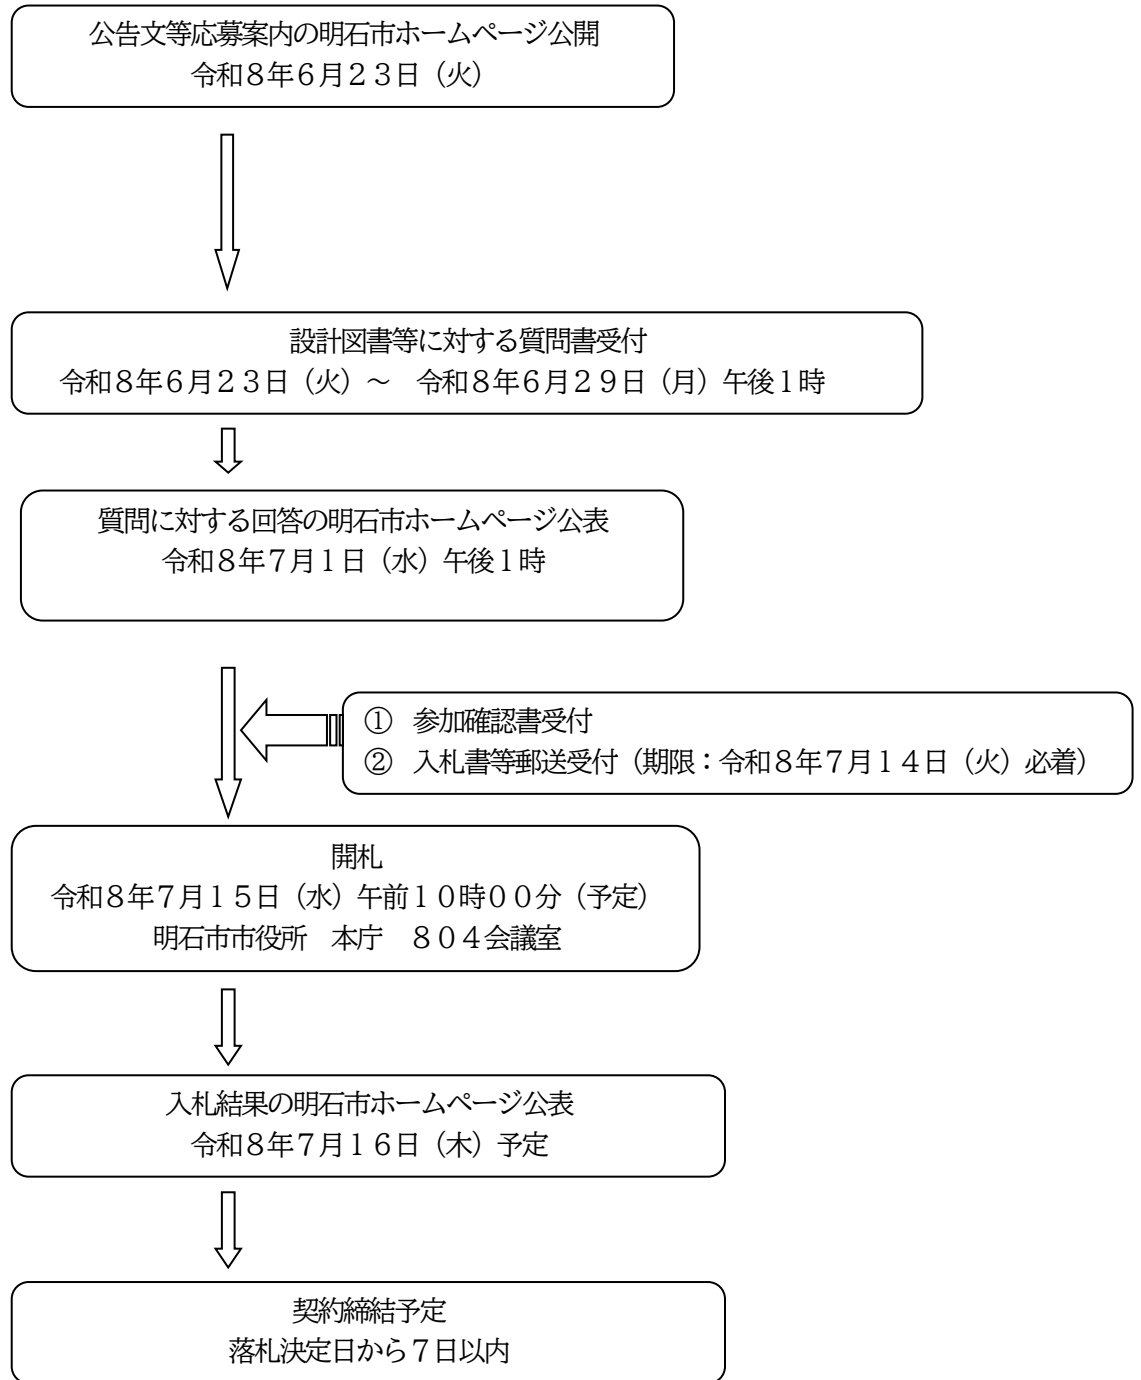 公告文等応募案内の明石市ホームページ公開
令和８年６月２３日（火）
設計図書等に対する質問書受付
令和８年６月２３日（火）～　令和８年６月２９日（月）午後１時
質問に対する回答の明石市ホームページ公表
令和８年７月１日（水）午後１時
①　参加確認書受付
②　入札書等郵送受付（期限：令和８年７月１４日（火）必着）
開札
令和８年７月１５日（水）午前１０時００分（予定）
明石市市役所　本庁　８０４会議室
入札結果の明石市ホームページ公表
令和８年７月１６日（木）予定
契約締結予定
落札決定日から７日以内